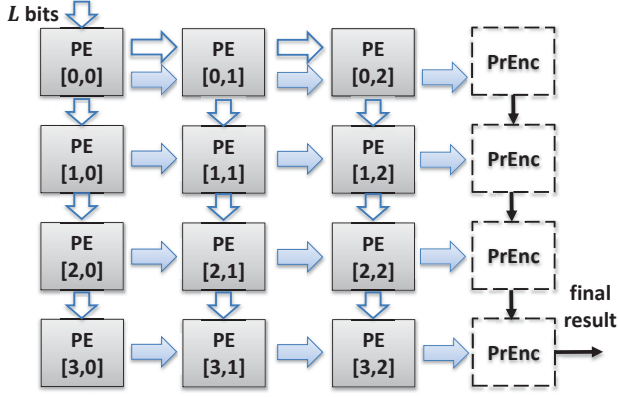 L bits
PE
[0,0]
PE
[0,1]
PE
[0,2]
PrEnc
PE
[1,0]
PE
[1,1]
PE
[1,2]
PrEnc
PE
[2,0]
PE
[2,1]
PE
[2,2]
PrEnc
PE
[3,0]
PE
[3,1]
PE
[3,2]
PrEnc
final
result